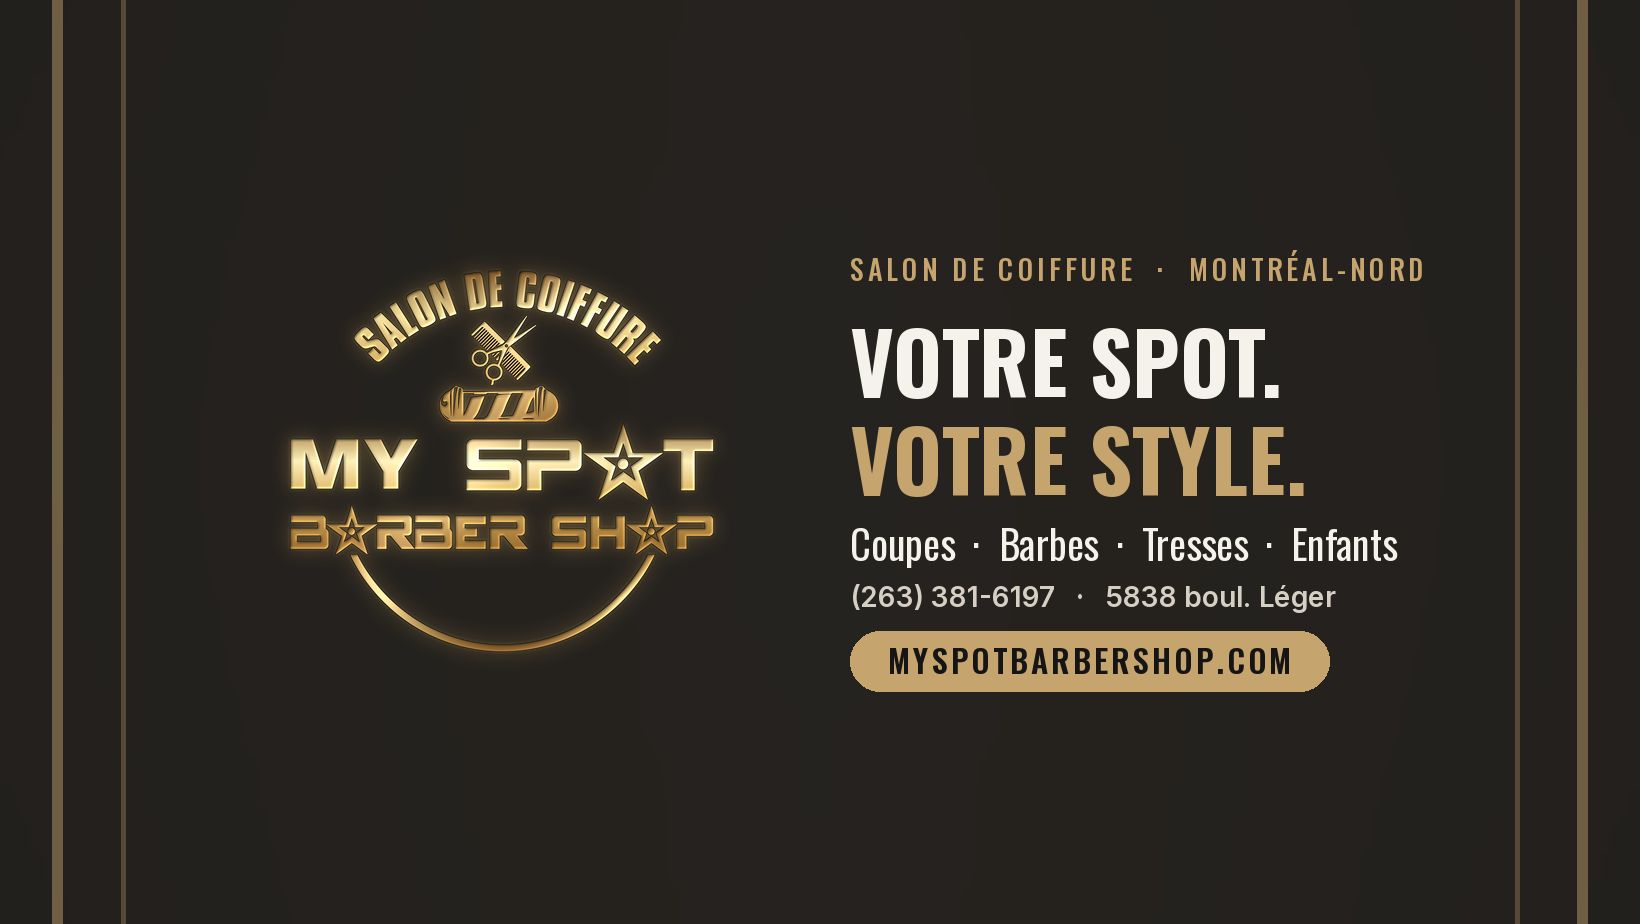 SALON DE COIFFURE
MY SPOT
BARBER SHOP
SALON DE COIFFURE · MONTRÉAL-NORD
VOTRE SPOT.
VOTRE STYLE.
Coupes · Barbes · Tresses · Enfants
(263) 381-6197 · 5838 boul. Léger
MYSPOTBARBERSHOP.COM